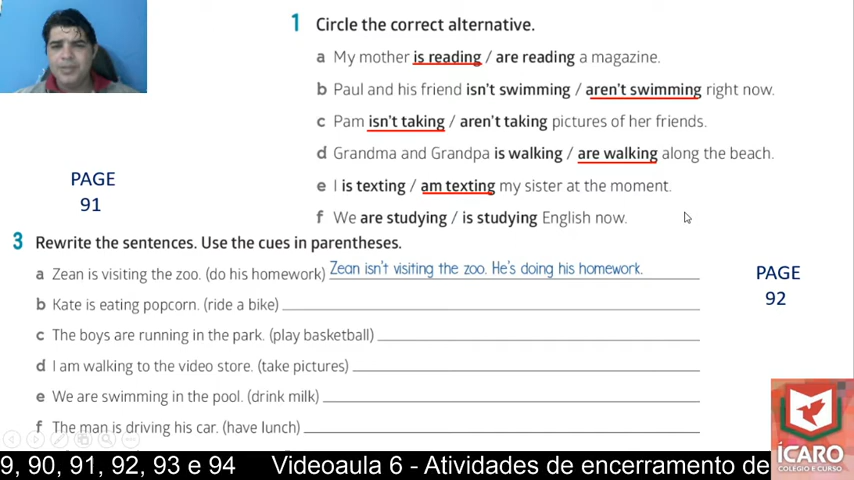 1 Circle the correct alternative.
a My mother is reading / are reading a magazine.
b Paul and his friend isn't swimming / aren't swimming right now.
c Pam isn't taking / aren't taking pictures of her friends.
d Grandma and Grandpa is walking / are walking along the beach.
e I is texting / am texting my sister at the moment.
f We are studying / is studying English now.
PAGE
91
3 Rewrite the sentences. Use the cues in parentheses.
a Zean is visiting the zoo. (do his homework) Zean isn't visiting the zoo. He's doing his homework.
b Kate is eating popcorn. (ride a bike)
c The boys are running in the park. (play basketball)
d I am walking to the video store. (take pictures)
e We are swimming in the pool. (drink milk)
f The man is driving his car. (have lunch)
PAGE
92
ÍCARO
COLÉGIO E CURSO
9, 90, 91, 92, 93 e 94 Videoaula 6 - Atividades de encerramento de